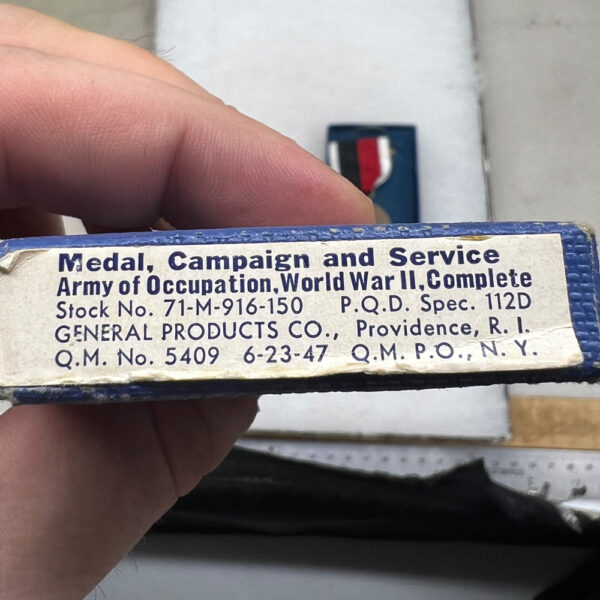 Medal, Campaign and Service
Army of Occupation, World War II, Complete
Stock No. 71-M-916-150 P.Q.D. Spec. 112D
GENERAL PRODUCTS CO., Providence, R. I.
Q.M. No. 5409 6-23-47 Q.M. P.O., N. Y.